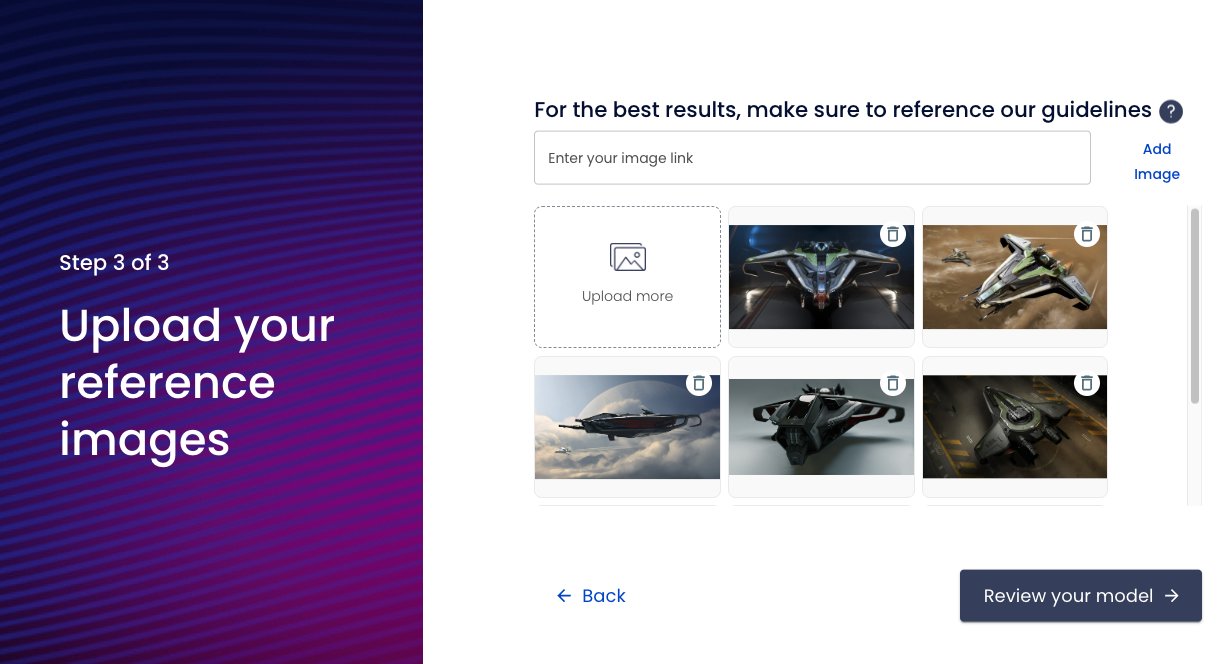 Step 3 of 3
Upload your
reference
images
For the best results, make sure to reference our guidelines ?
Enter your image link
Add
Image
Upload more
← Back
Review your model →